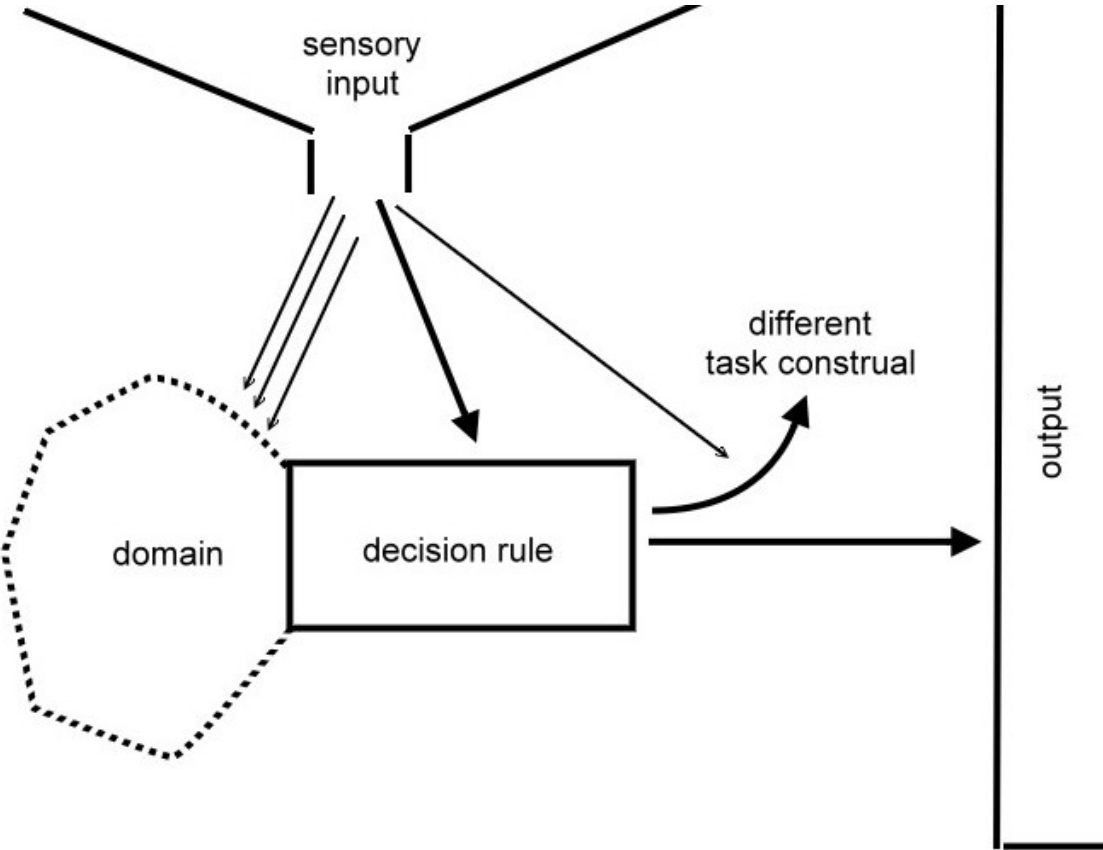 sensory
input
different
task construal
output
domain
decision rule